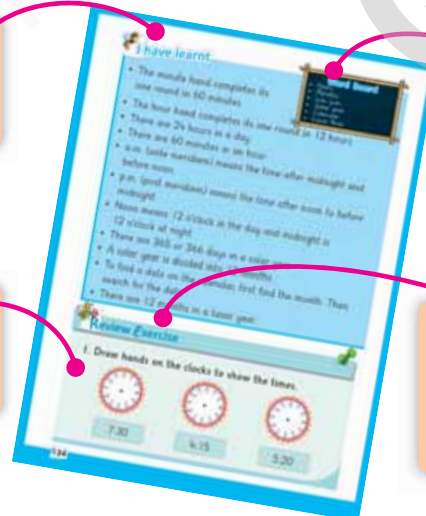 I have learnt
Word Board
• The minute hand completes its
one round in 60 minutes
• The hour hand completes its one round in 12 hours
• There are 24 hours in a day.
• There are 60 minutes in an hour.
• a.m. (ante meridiem) means the time after midnight and
before noon.
• p.m. (post meridiem) means the time after noon to before
midnight.
• Noon means 12 o'clock in the day and midnight is
12 o'clock at night.
• There are 365 or 366 days in a solar
• A solar year is divided into months
• To find a date on the calendar, first find the month. Then
search for the date
• There are 12 months in a lunar year.
Review Exercise
1. Draw hands on the clocks to show the times.
7:30
4:15
5:20
134